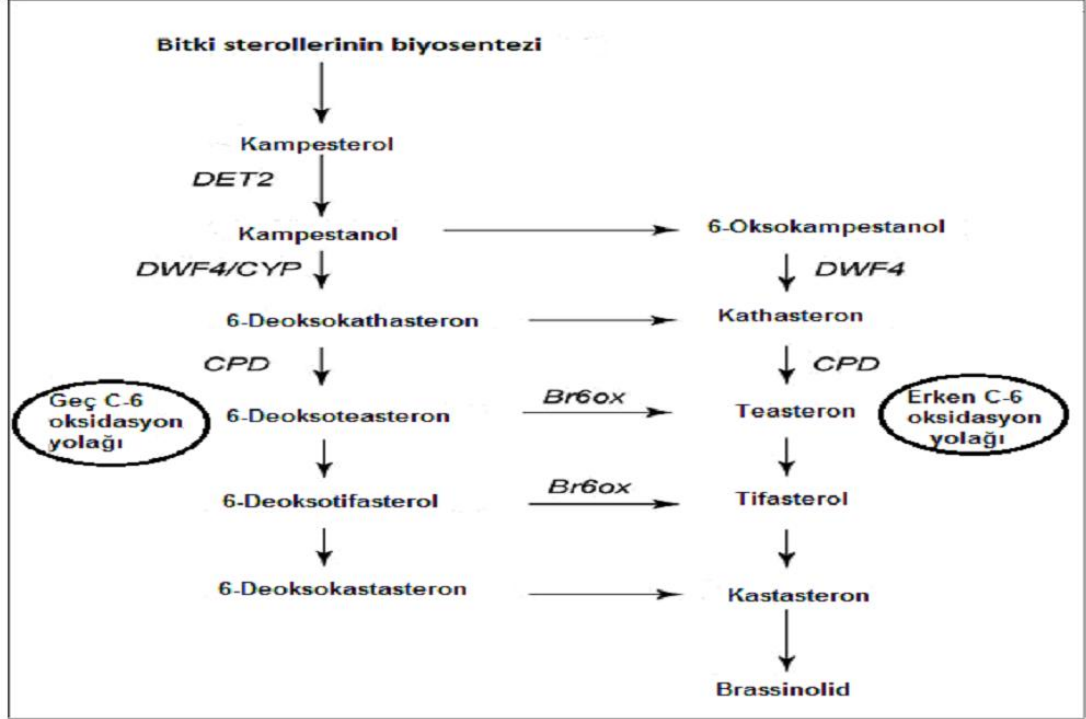 Bitki sterollerinin biyosentezi
Kampesterol
DET2
Kampestanol
6-Oksokampestanol
DWF4/CYP
DWF4
6-Deoksokathasteron
Kathasteron
CPD
CPD
Geç C-6
oksidasyon
yolağı
6-Deoksoteasteron
Br6ox
Teasteron
Erken C-6
oksidasyon
yolağı
6-Deoksotifasterol
Br6ox
Tifasterol
6-Deoksokastasteron
Kastasteron
Brassinolid